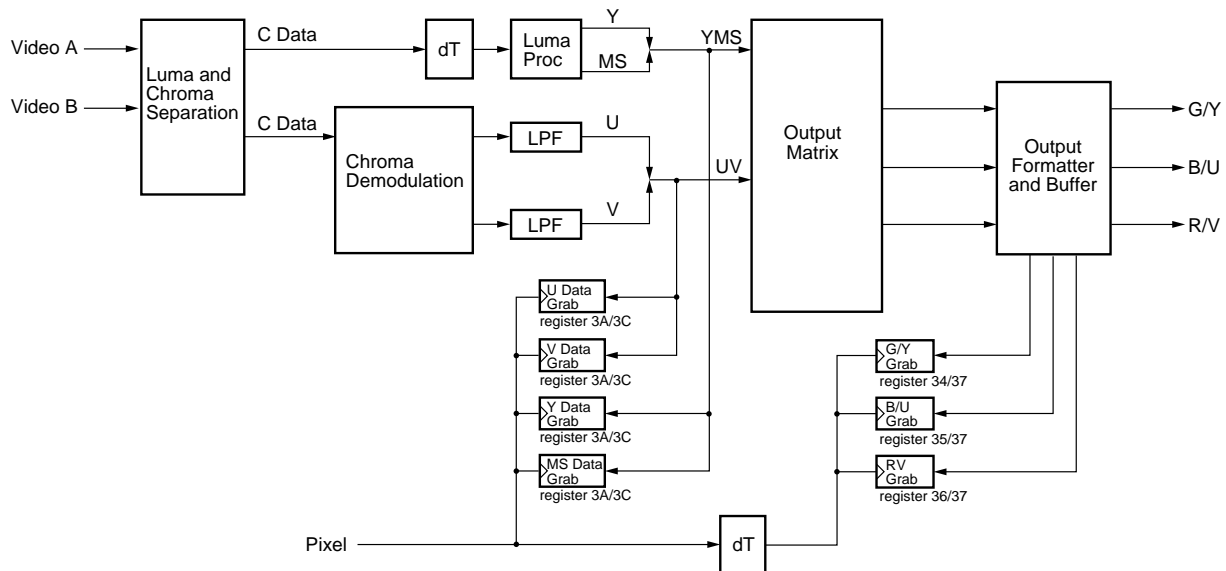 Video A
Video B
Luma and
Chroma
Separation
C Data
C Data
dT
Luma
Proc
Y
MS
YMS
Chroma
Demodulation
LPF
LPF
U
V
UV
Output
Matrix
Output
Formatter
and Buffer
G/Y
B/U
R/V
U Data
Grab
register 3A/3C
V Data
Grab
register 3A/3C
Y Data
Grab
register 3A/3C
MS Data
Grab
register 3A/3C
G/Y
Grab
register 34/37
B/U
Grab
register 35/37
RV
Grab
register 36/37
Pixel
dT